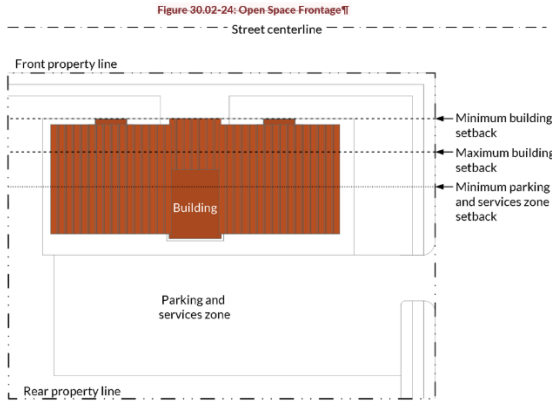 Figure 30.02-24: Open Space Frontage¶
Street centerline
Front property line
Minimum building
setback
Maximum building
setback
Minimum parking
and services zone
setback
Building
Parking and
services zone
Rear property line